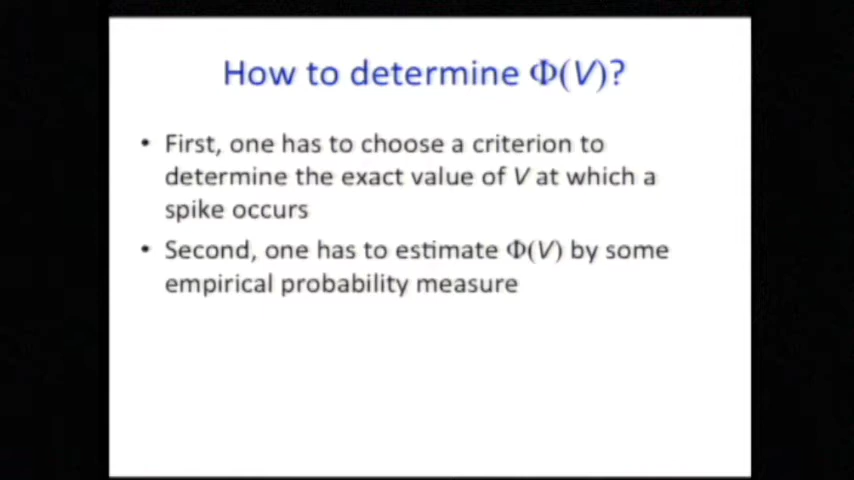 How to determine Φ(V)?
• First, one has to choose a criterion to
determine the exact value of V at which a
spike occurs
• Second, one has to estimate Φ(V) by some
empirical probability measure